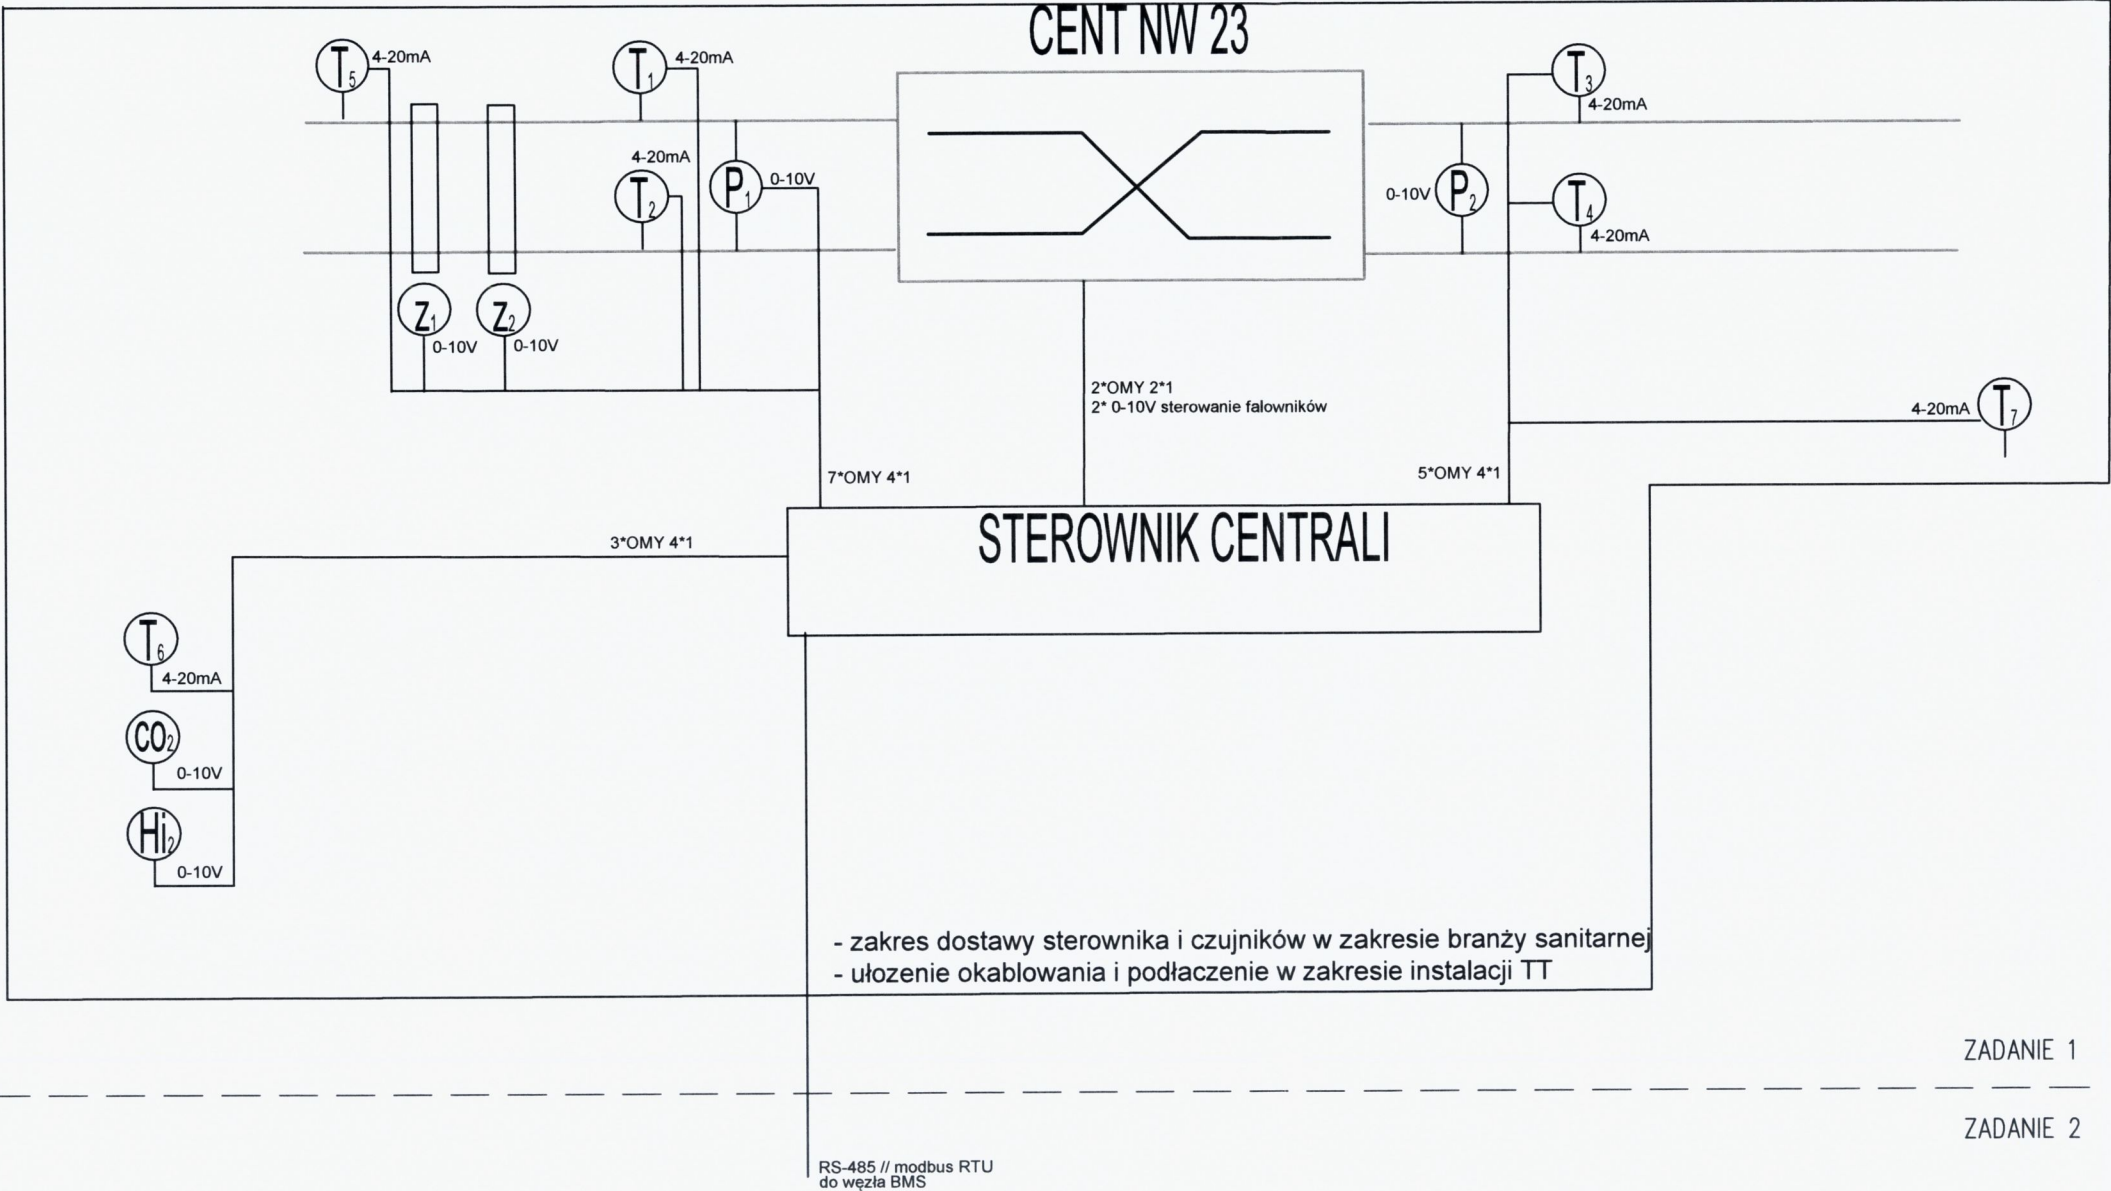 CENT NW 23
T5 4-20mA
T1 4-20mA
T3
4-20mA
4-20mA
T2
P1 0-10V
0-10V P2
T4
4-20mA
Z1
0-10V
Z2
0-10V
2*OMY 2*1
2* 0-10V sterowanie falowników
4-20mA T7
7*OMY 4*1
5*OMY 4*1
STEROWNIK CENTRALI
3*OMY 4*1
T6
4-20mA
CO2
0-10V
Hi2
0-10V
- zakres dostawy sterownika i czujników w zakresie branży sanitarnej
- ułozenie okablowania i podłaczenie w zakresie instalacji TT
ZADANIE 1
ZADANIE 2
RS-485 // modbus RTU
do węzła BMS